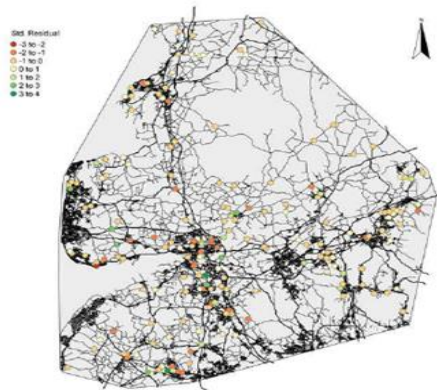 Std. Residual
-3 to -2
-2 to -1
-1 to 0
0 to 1
1 to 2
2 to 3
3 to 4